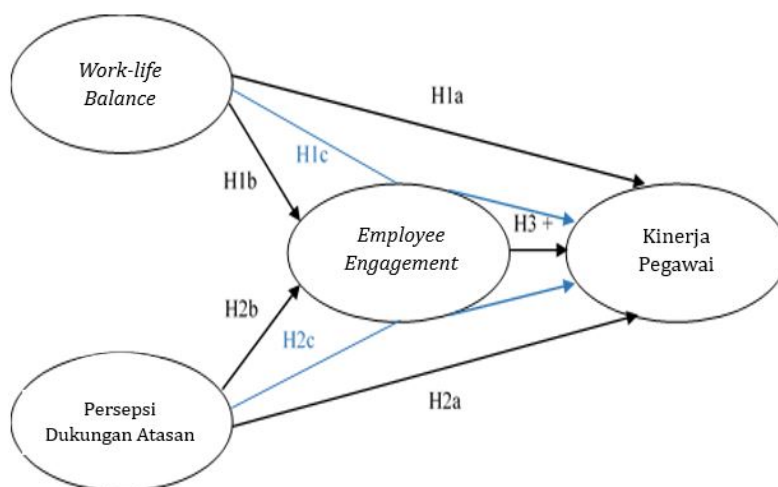 Work-life
Balance
H1a
H1c
H1b
Employee
Engagement
H3 +
Kinerja
Pegawai
H2b
H2c
Persepsi
Dukungan Atasan
H2a